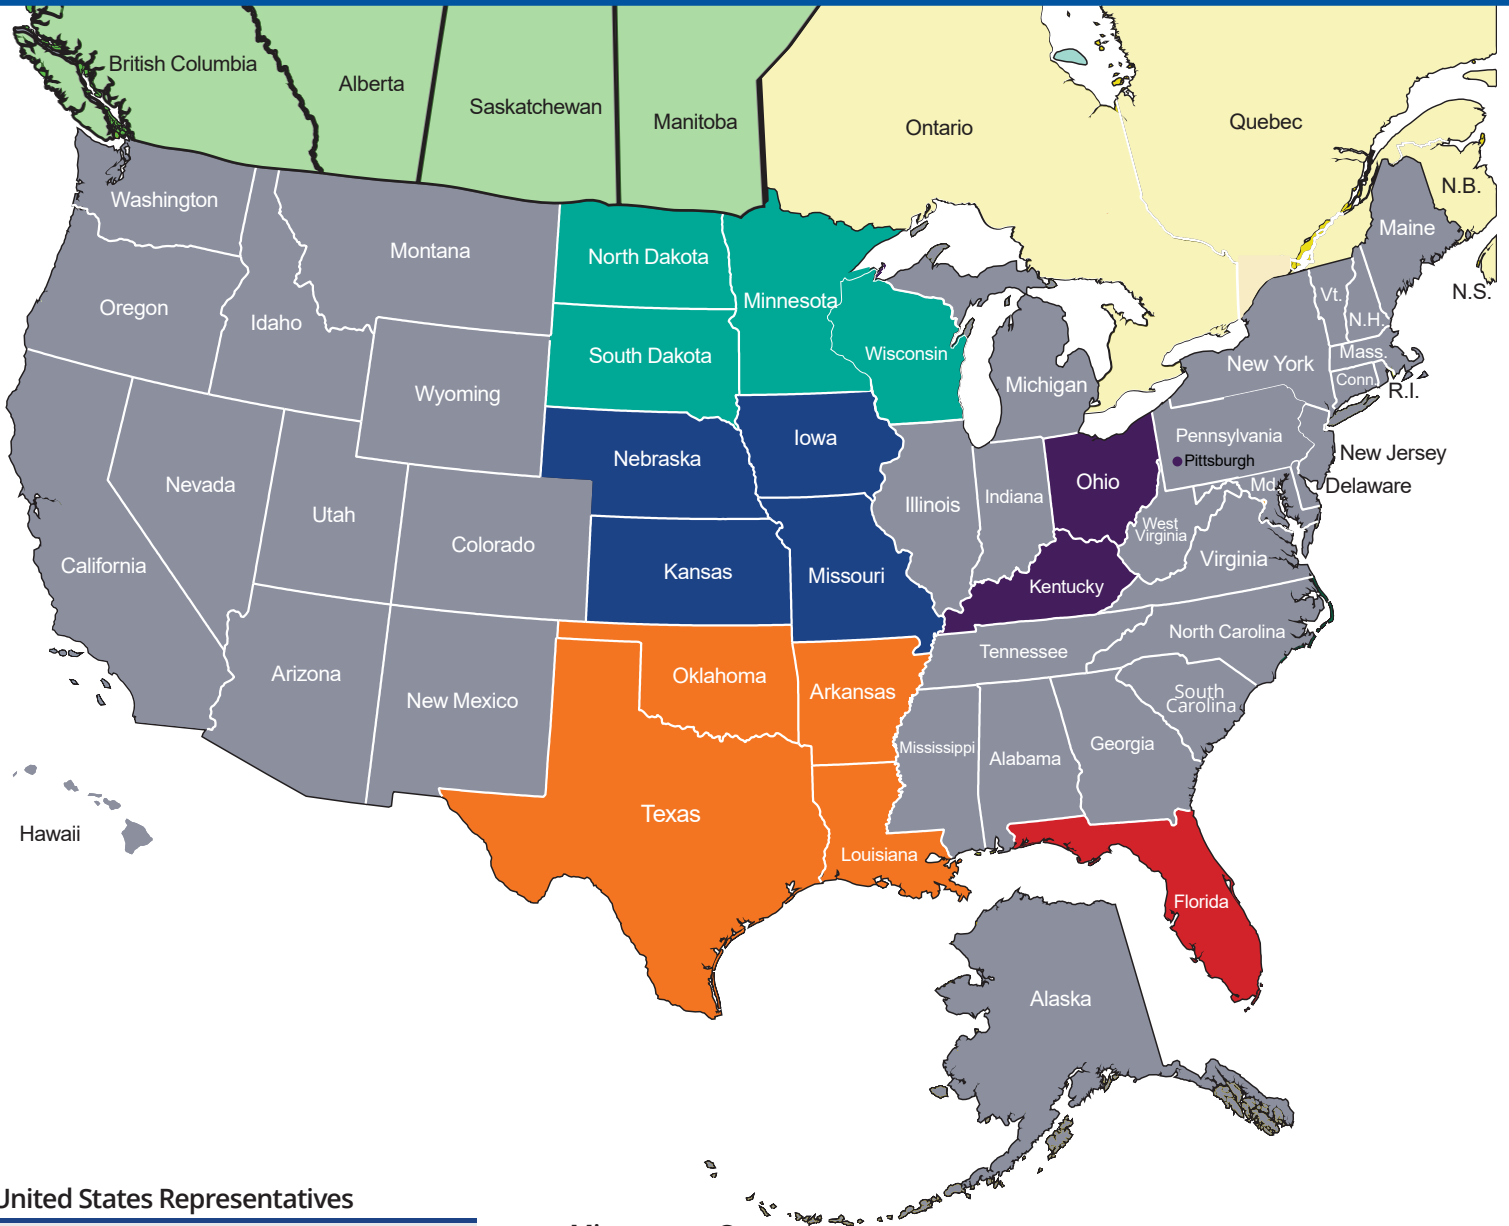 British Columbia
Alberta
Saskatchewan
Manitoba
Ontario
Quebec
N.B.
N.S.
Washington
Montana
North Dakota
Minnesota
Maine
Oregon
Idaho
South Dakota
Wisconsin
Vt.
N.H.
Wyoming
Michigan
New York
Mass.
Conn.
R.I.
Nevada
Utah
Nebraska
Iowa
Illinois
Indiana
Ohio
Pennsylvania
Pittsburgh
New Jersey
Delaware
Md.
California
Colorado
Kansas
Missouri
Kentucky
West
Virginia
Virginia
Arizona
New Mexico
Oklahoma
Arkansas
Tennessee
North Carolina
South
Carolina
Mississippi
Alabama
Georgia
Texas
Louisiana
Florida
Hawaii
Alaska
United States Representatives